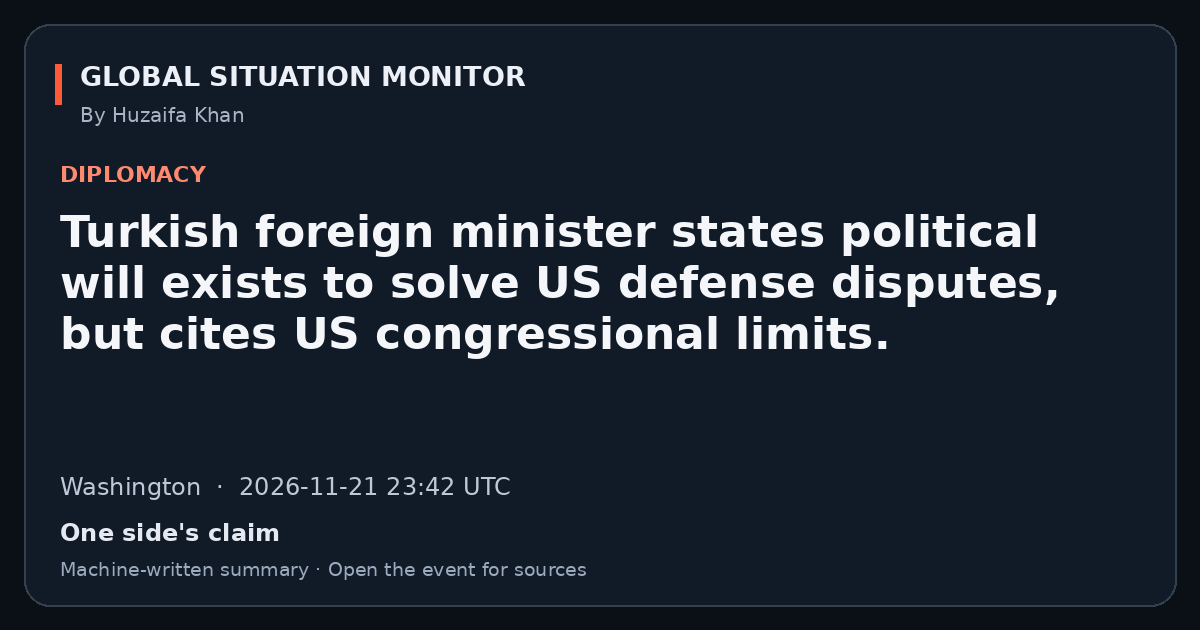 GLOBAL SITUATION MONITOR
By Huzaifa Khan
DIPLOMACY
Turkish foreign minister states political
will exists to solve US defense disputes,
but cites US congressional limits.
Washington · 2026-11-21 23:42 UTC
One side's claim
Machine-written summary · Open the event for sources